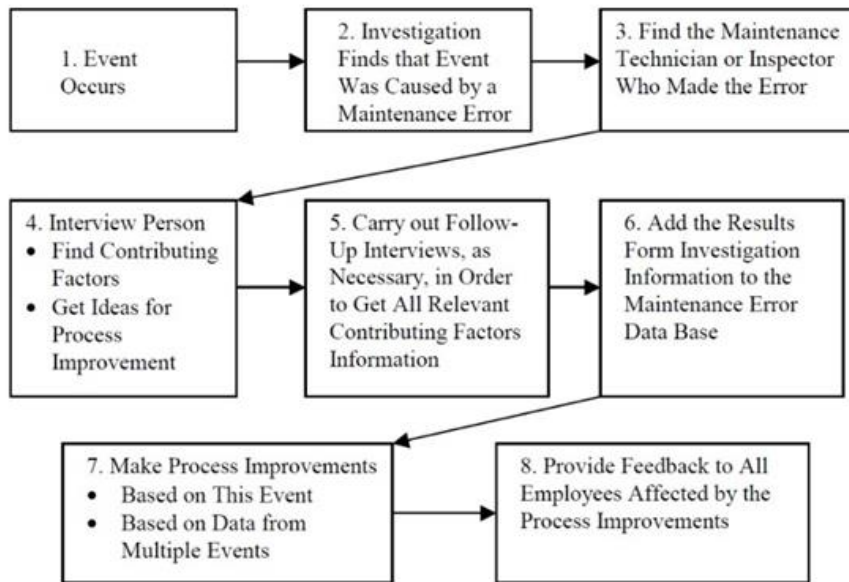 1. Event
Occurs
2. Investigation
Finds that Event
Was Caused by a
Maintenance Error
3. Find the Maintenance
Technician or Inspector
Who Made the Error
4. Interview Person
• Find Contributing
Factors
• Get Ideas for
Process
Improvement
5. Carry out Follow-
Up Interviews, as
Necessary, in Order
to Get All Relevant
Contributing Factors
Information
6. Add the Results
Form Investigation
Information to the
Maintenance Error
Data Base
7. Make Process Improvements
• Based on This Event
• Based on Data from
Multiple Events
8. Provide Feedback to All
Employees Affected by the
Process Improvements